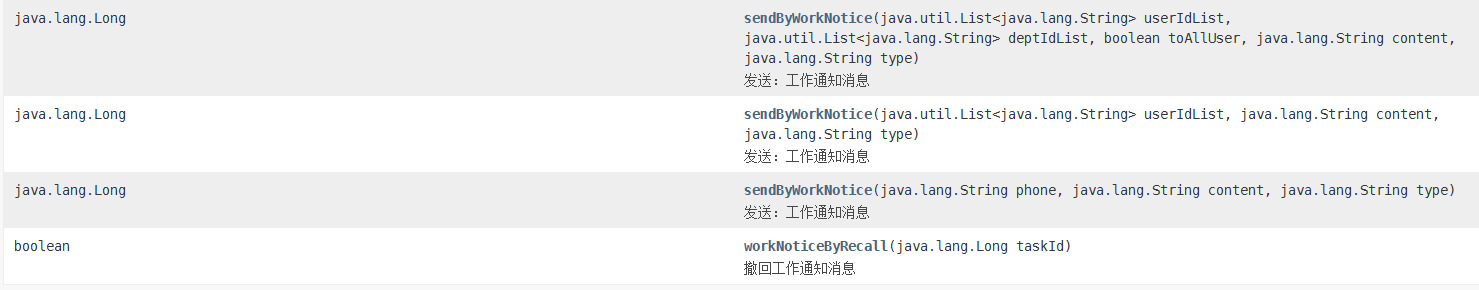 java.lang.Long
sendByWorkNotice(java.util.List<java.lang.String> userIdList,
java.util.List<java.lang.String> deptIdList, boolean toAllUser, java.lang.String content,
java.lang.String type)
发送：工作通知消息
java.lang.Long
sendByWorkNotice(java.util.List<java.lang.String> userIdList, java.lang.String content,
java.lang.String type)
发送：工作通知消息
java.lang.Long
sendByWorkNotice(java.lang.String phone, java.lang.String content, java.lang.String type)
发送：工作通知消息
boolean
workNoticeByRecall(java.lang.Long taskId)
撤回工作通知消息